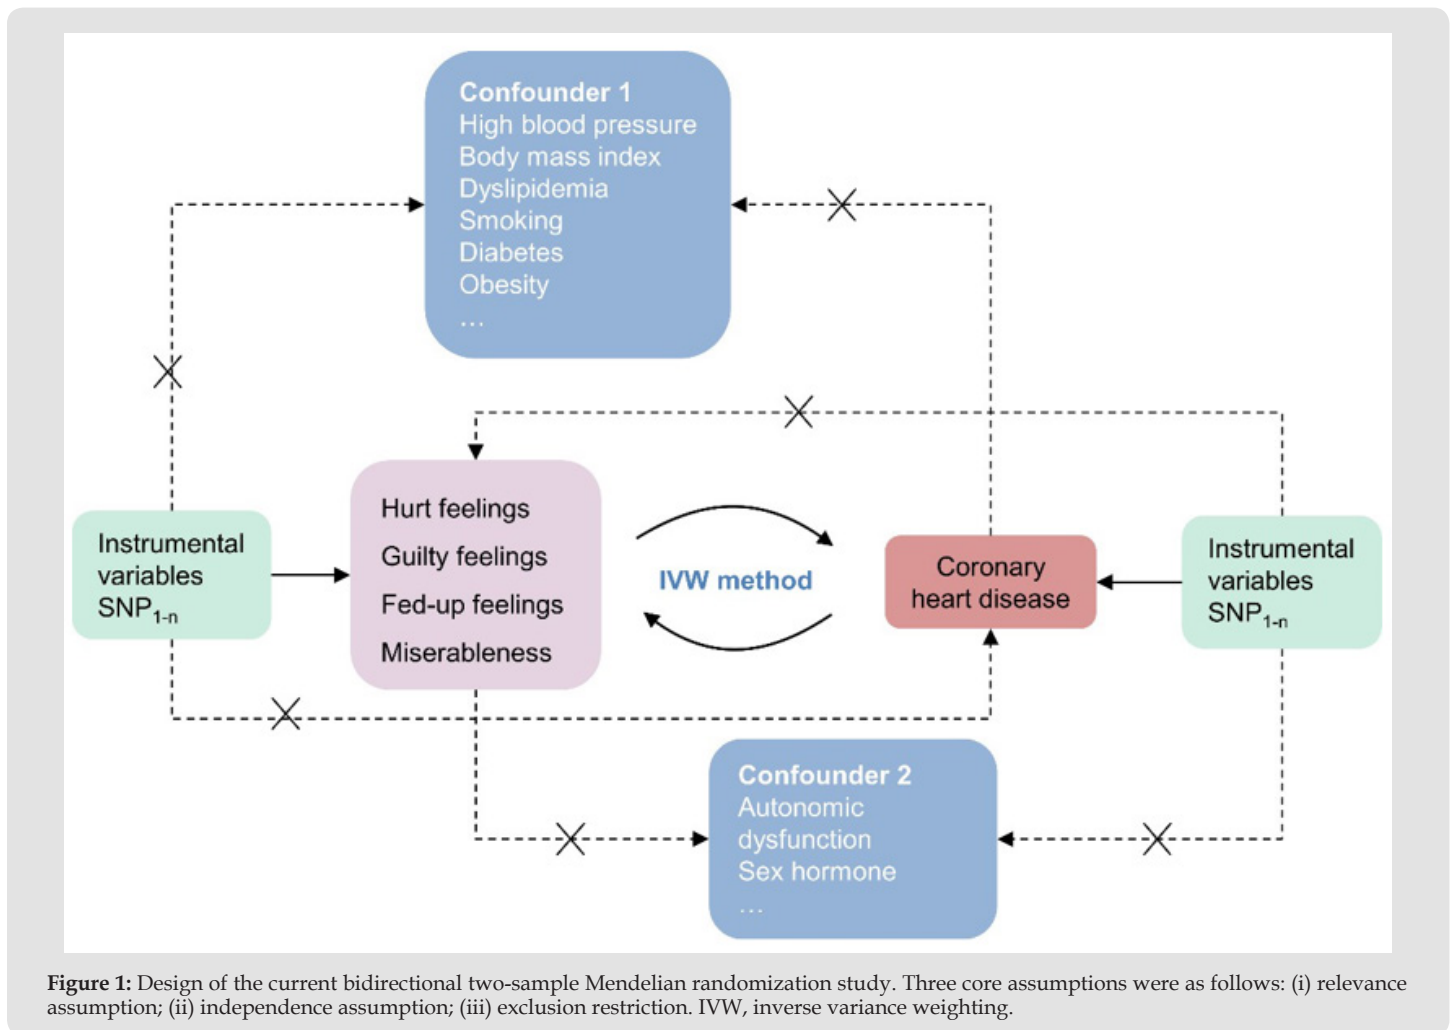 Confounder 1
High blood pressure
Body mass index
Dyslipidemia
Smoking
Diabetes
Obesity
...
Instrumental
variables
SNP1-n
Hurt feelings
Guilty feelings
Fed-up feelings
Miserableness
IVW method
Coronary
heart disease
Instrumental
variables
SNP1-n
Confounder 2
Autonomic
dysfunction
Sex hormone
...
Figure 1: Design of the current bidirectional two-sample Mendelian randomization study. Three core assumptions were as follows: (i) relevance
assumption; (ii) independence assumption; (iii) exclusion restriction. IVW, inverse variance weighting.